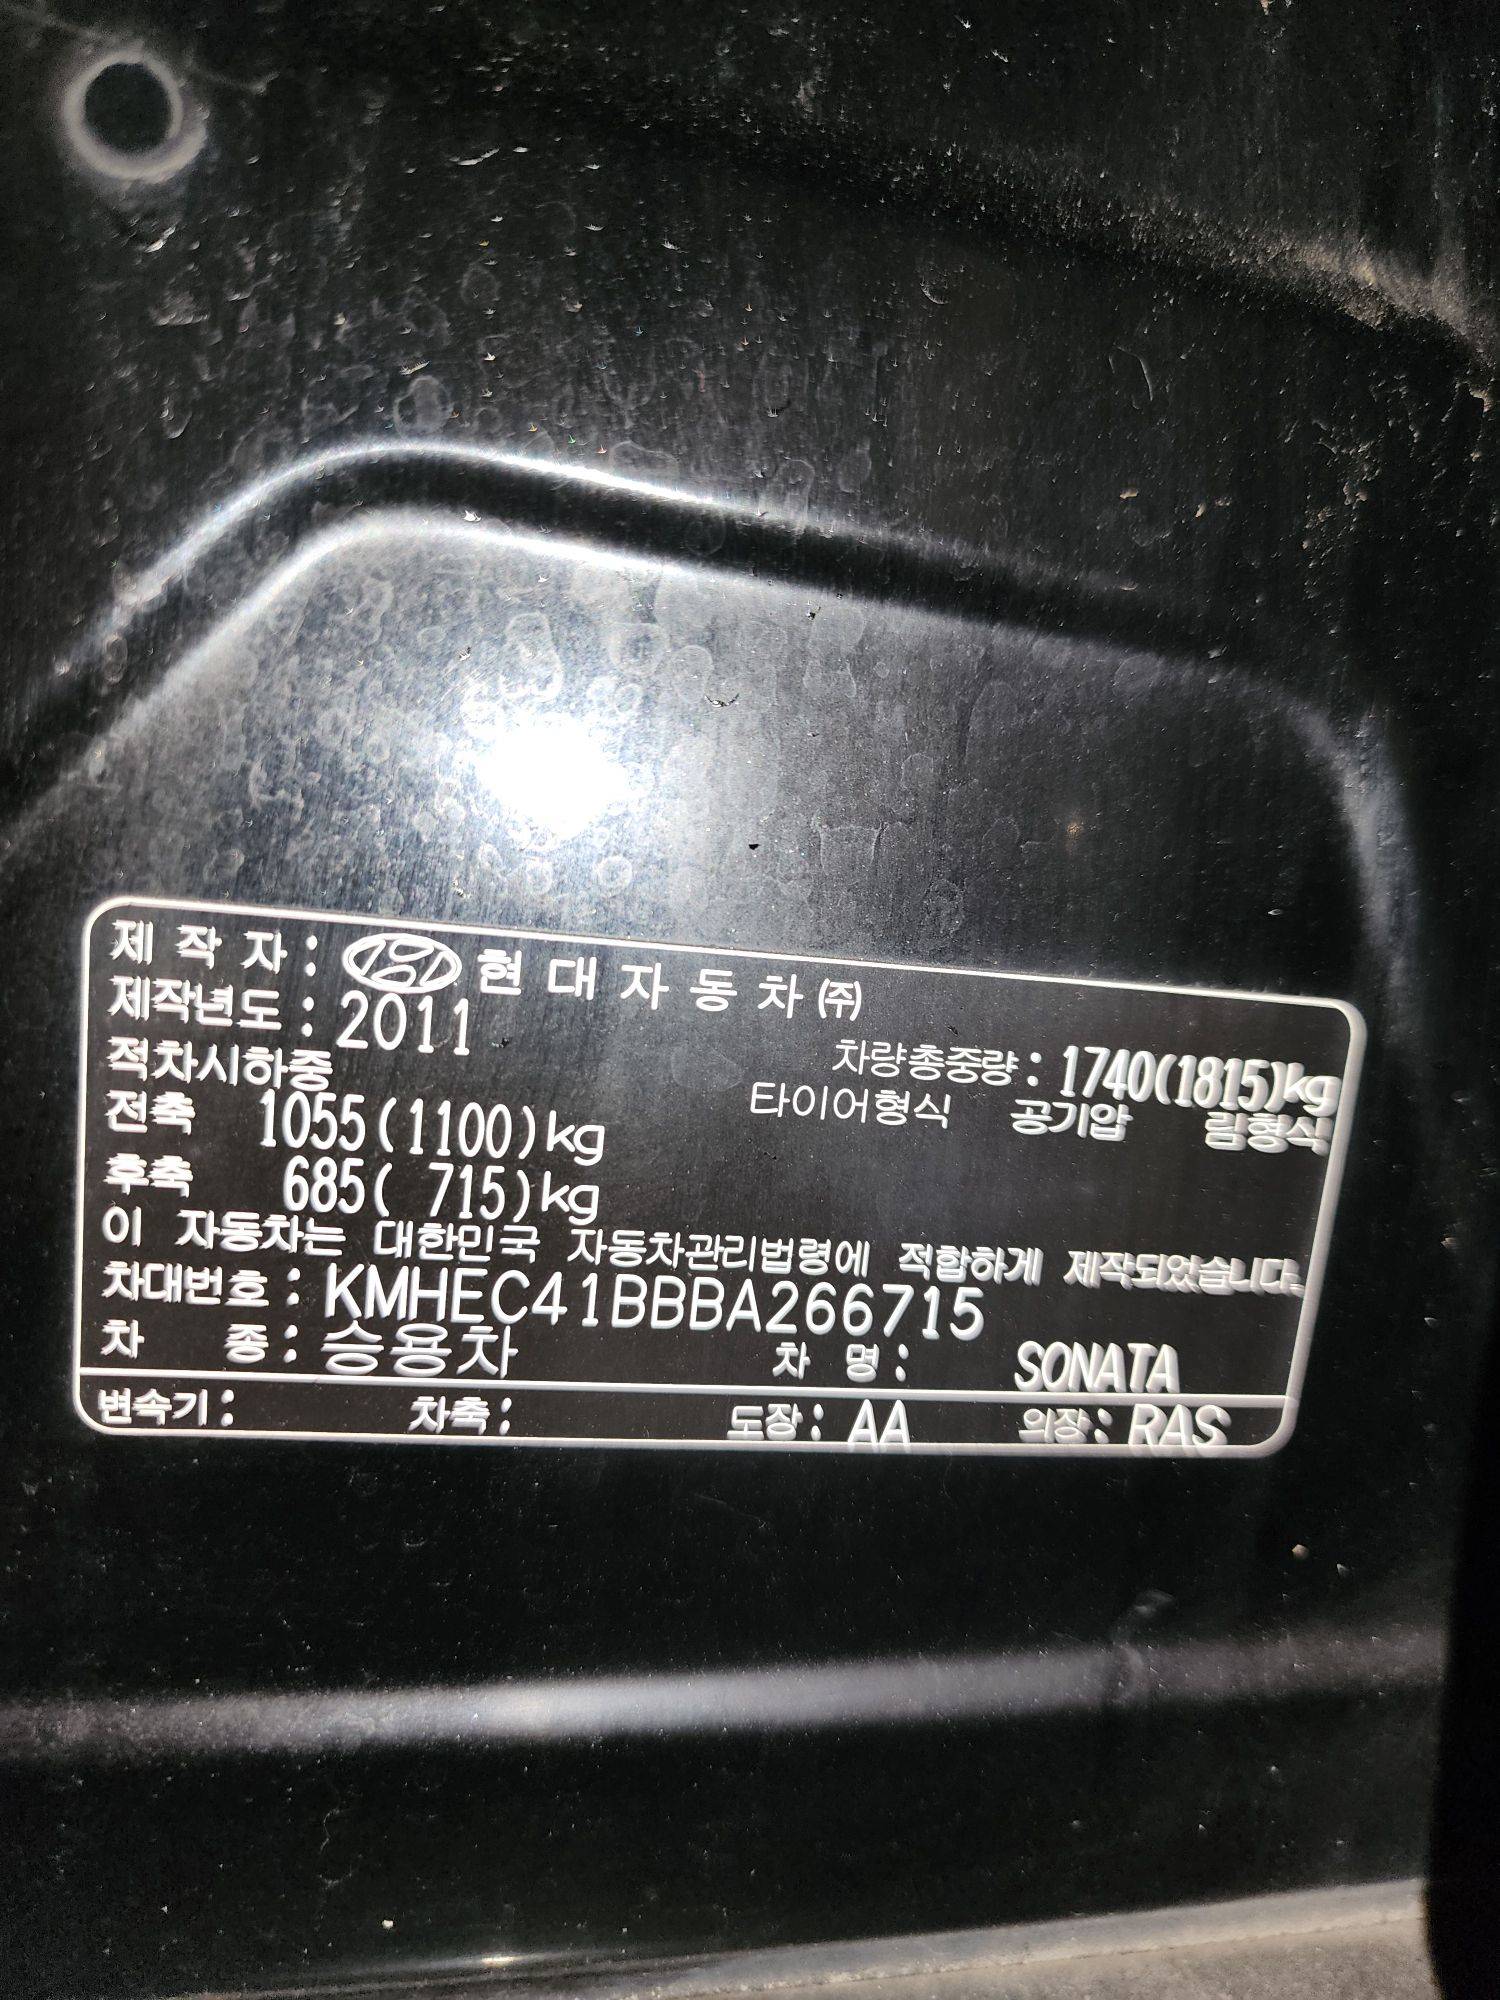 제 작 자 : 현 대 자 동 차 ㈜
제작년도 : 2011
적차시하중 차량총중량 : 1740(1815)kg
전축 1055(1100)kg 타이어형식 공기압 림형식
후축 685( 715)kg
이 자동차는 대한민국 자동차관리법령에 적합하게 제작되었습니다.
차대번호 : KMHEC41BBBA266715
차 종 : 승용차 차 명 : SONATA
변속기 : 차축 : 도장 : AA 의장 : RAS